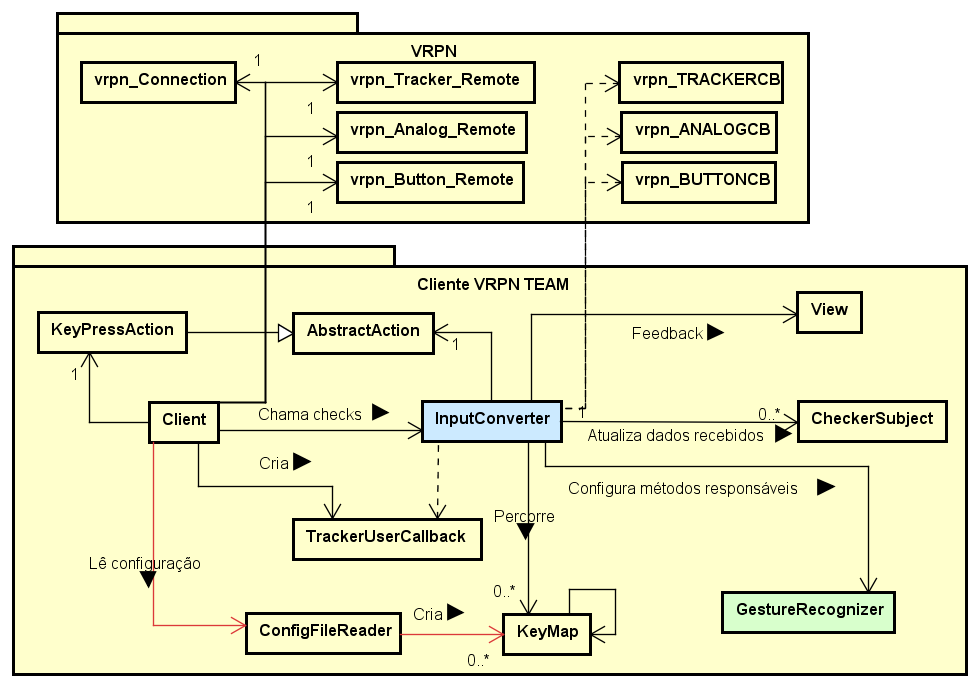 VRPN
1
vrpn_Connection
vrpn_Tracker_Remote
vrpn_TRACKERCB
1
vrpn_Analog_Remote
vrpn_ANALOGCB
1
vrpn_Button_Remote
vrpn_BUTTONCB
1
Cliente VRPN TEAM
KeyPressAction
AbstractAction
View
Feedback
1
1
Client
Chama checks
InputConverter
1
0..*
CheckerSubject
Atualiza dados recebidos
Cria
Configura métodos responsáveis
TrackerUserCallback
Percorre
Lê configuração
0..*
GestureRecognizer
Cria
ConfigFileReader
KeyMap
0..*